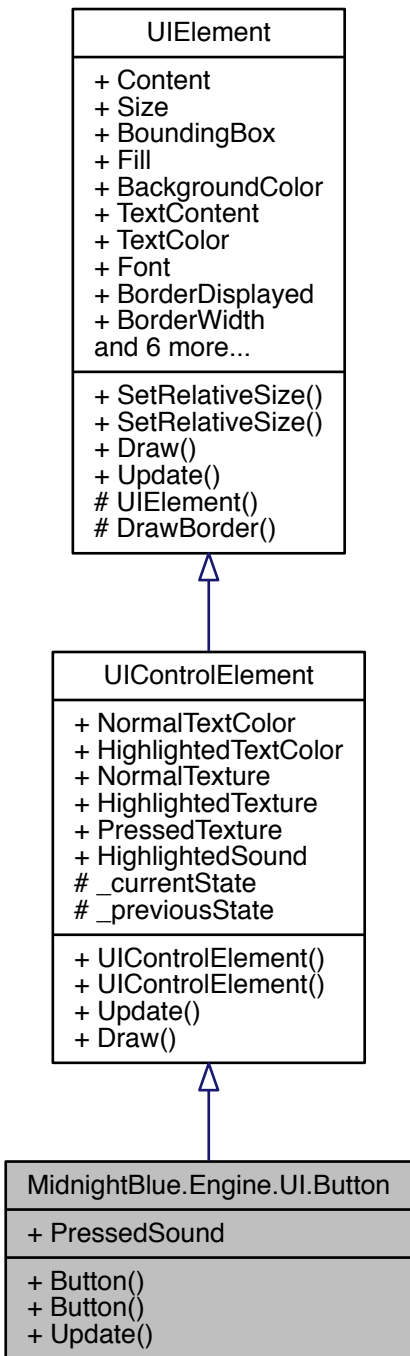 UIElement
+ Content
+ Size
+ BoundingBox
+ Fill
+ BackgroundColor
+ TextContent
+ TextColor
+ Font
+ BorderDisplayed
+ BorderWidth
and 6 more...
+ SetRelativeSize()
+ SetRelativeSize()
+ Draw()
+ Update()
# UIElement()
# DrawBorder()
UIControlElement
+ NormalTextColor
+ HighlightedTextColor
+ NormalTexture
+ HighlightedTexture
+ PressedTexture
+ HighlightedSound
# _currentState
# _previousState
+ UIControlElement()
+ UIControlElement()
+ Update()
+ Draw()
MidnightBlue.Engine.UI.Button
+ PressedSound
+ Button()
+ Button()
+ Update()